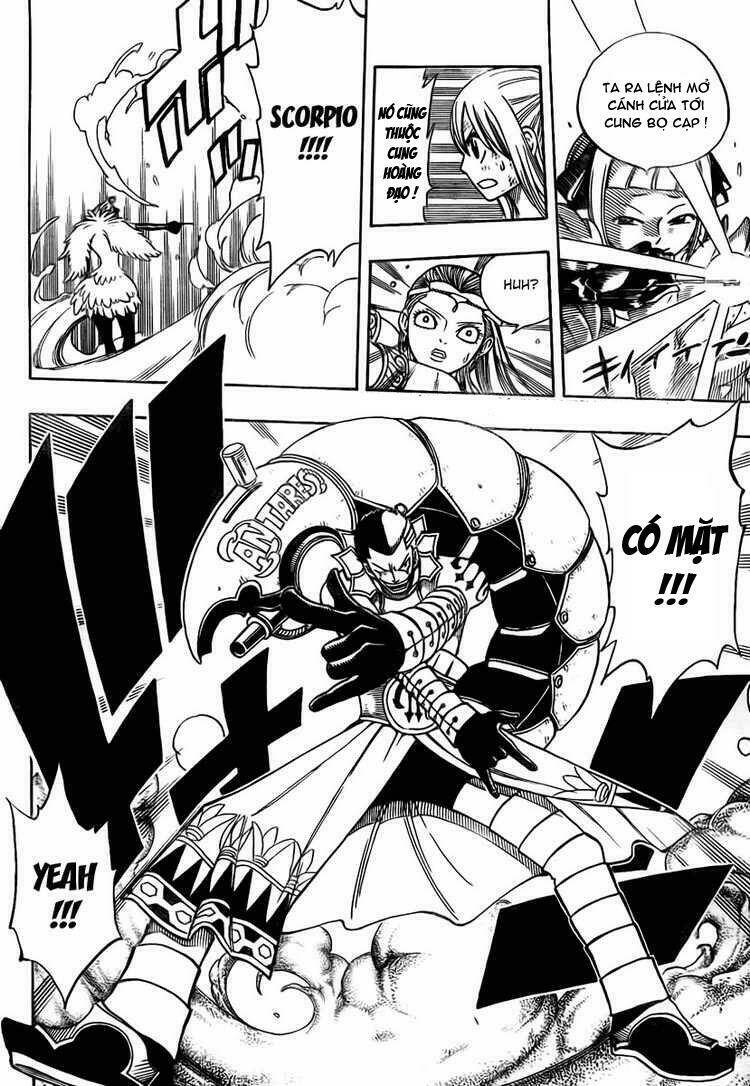 TA RA LỆNH MỞ
CÁNH CỬA TỚI
CUNG BỌ CẠP !
NÓ CŨNG
THUỘC
CUNG
HOÀNG
ĐẠO !
HUH?
SCORPIO
!!!!
CÓ MẶT
!!!
ANTARES
YEAH
!!!